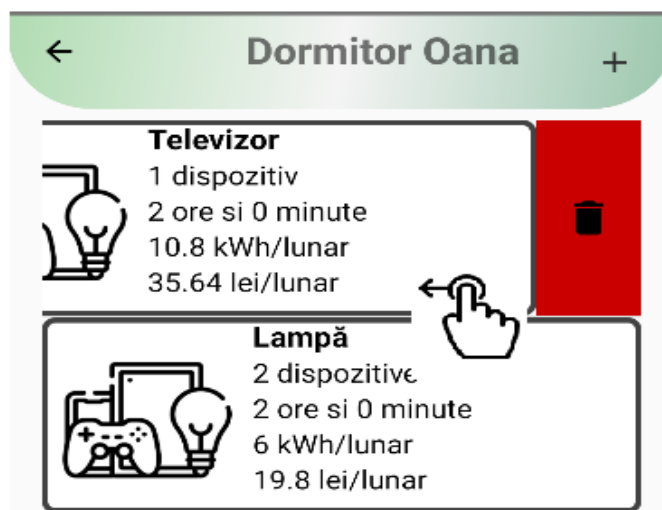 Dormitor Oana
Televizor
1 dispozitiv
2 ore si 0 minute
10.8 kWh/lunar
35.64 lei/lunar
Lampă
2 dispozitive
2 ore si 0 minute
6 kWh/lunar
19.8 lei/lunar